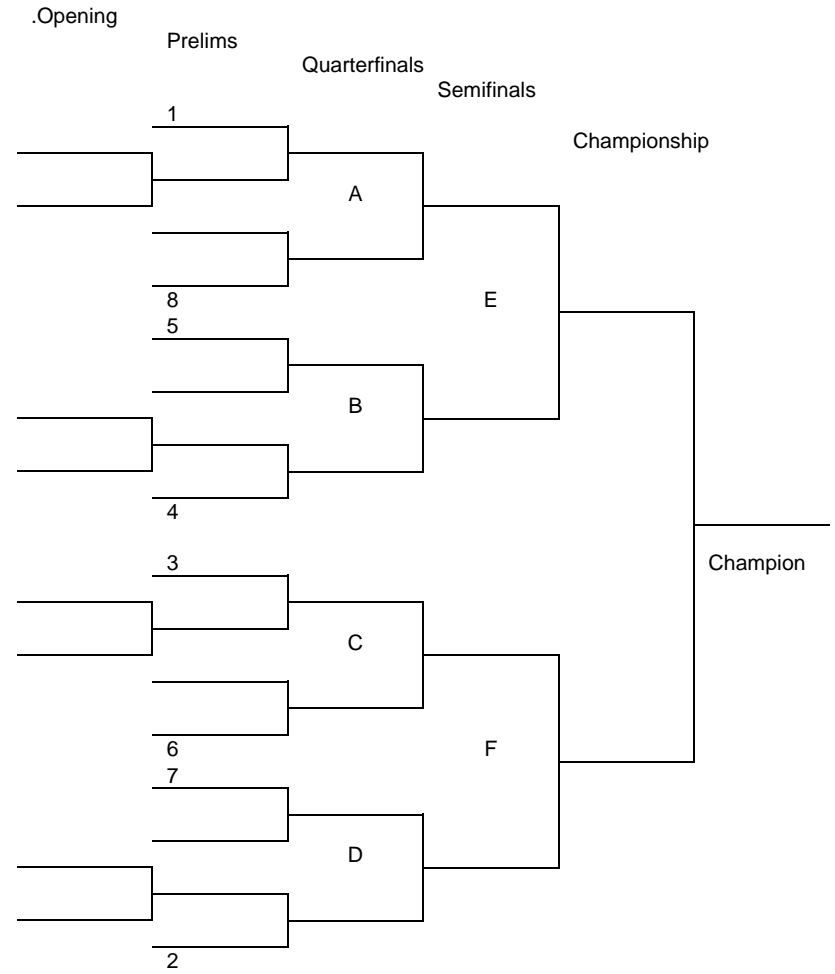 .Opening
Prelims
Quarterfinals
Semifinals
1
Championship
A
8
E
5
B
4
3
Champion
C
6
F
7
D
2